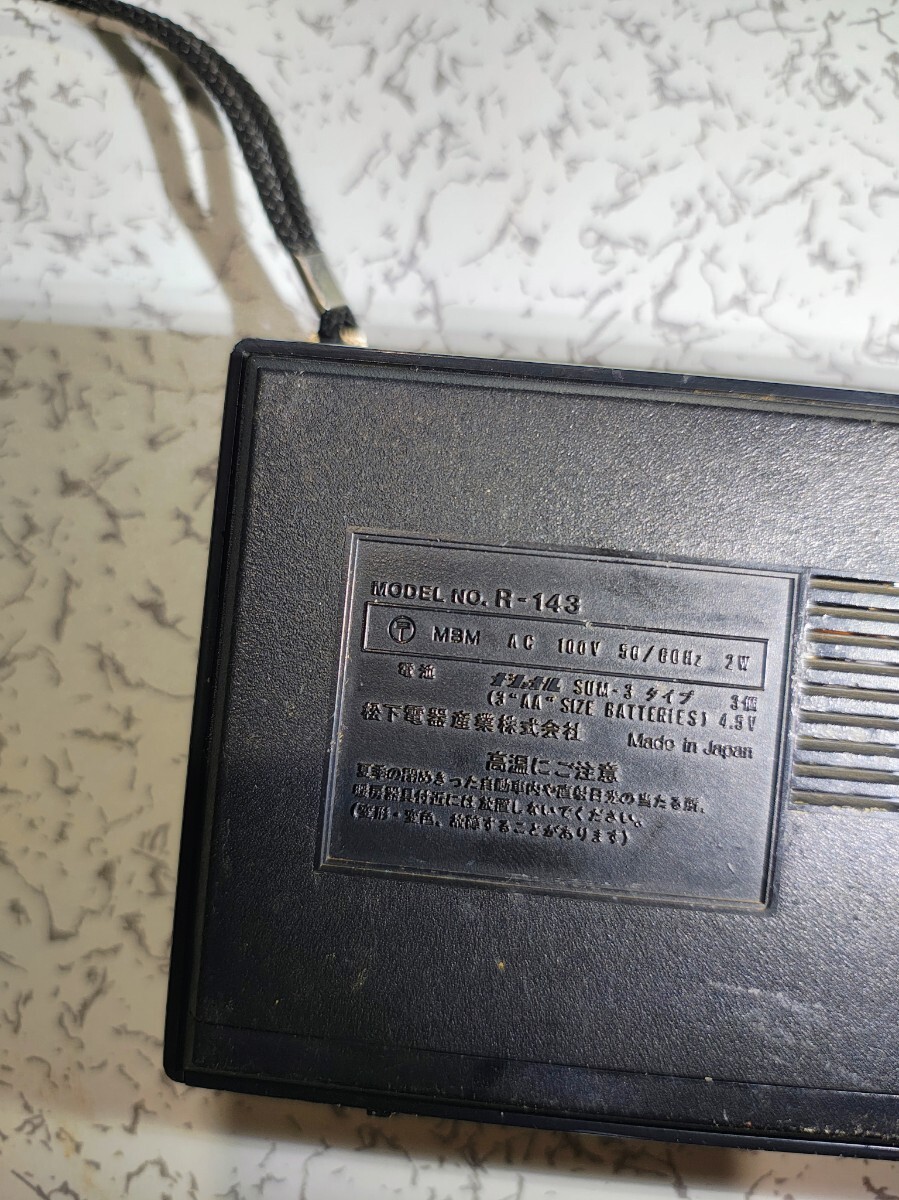 MODEL NO. R-143
〒 MBM AC 100V 50/60Hz 2W
電池 ナショナル SUM-3 タイプ 3個
(3"AA"SIZE BATTERIES) 4.5V
松下電器産業株式会社
Made in Japan
高温にご注意
夏季の閉めきった自動車内や直射日光の当たる所、
暖房器具付近には放置しないでください。
(変形・変色、故障することがあります)